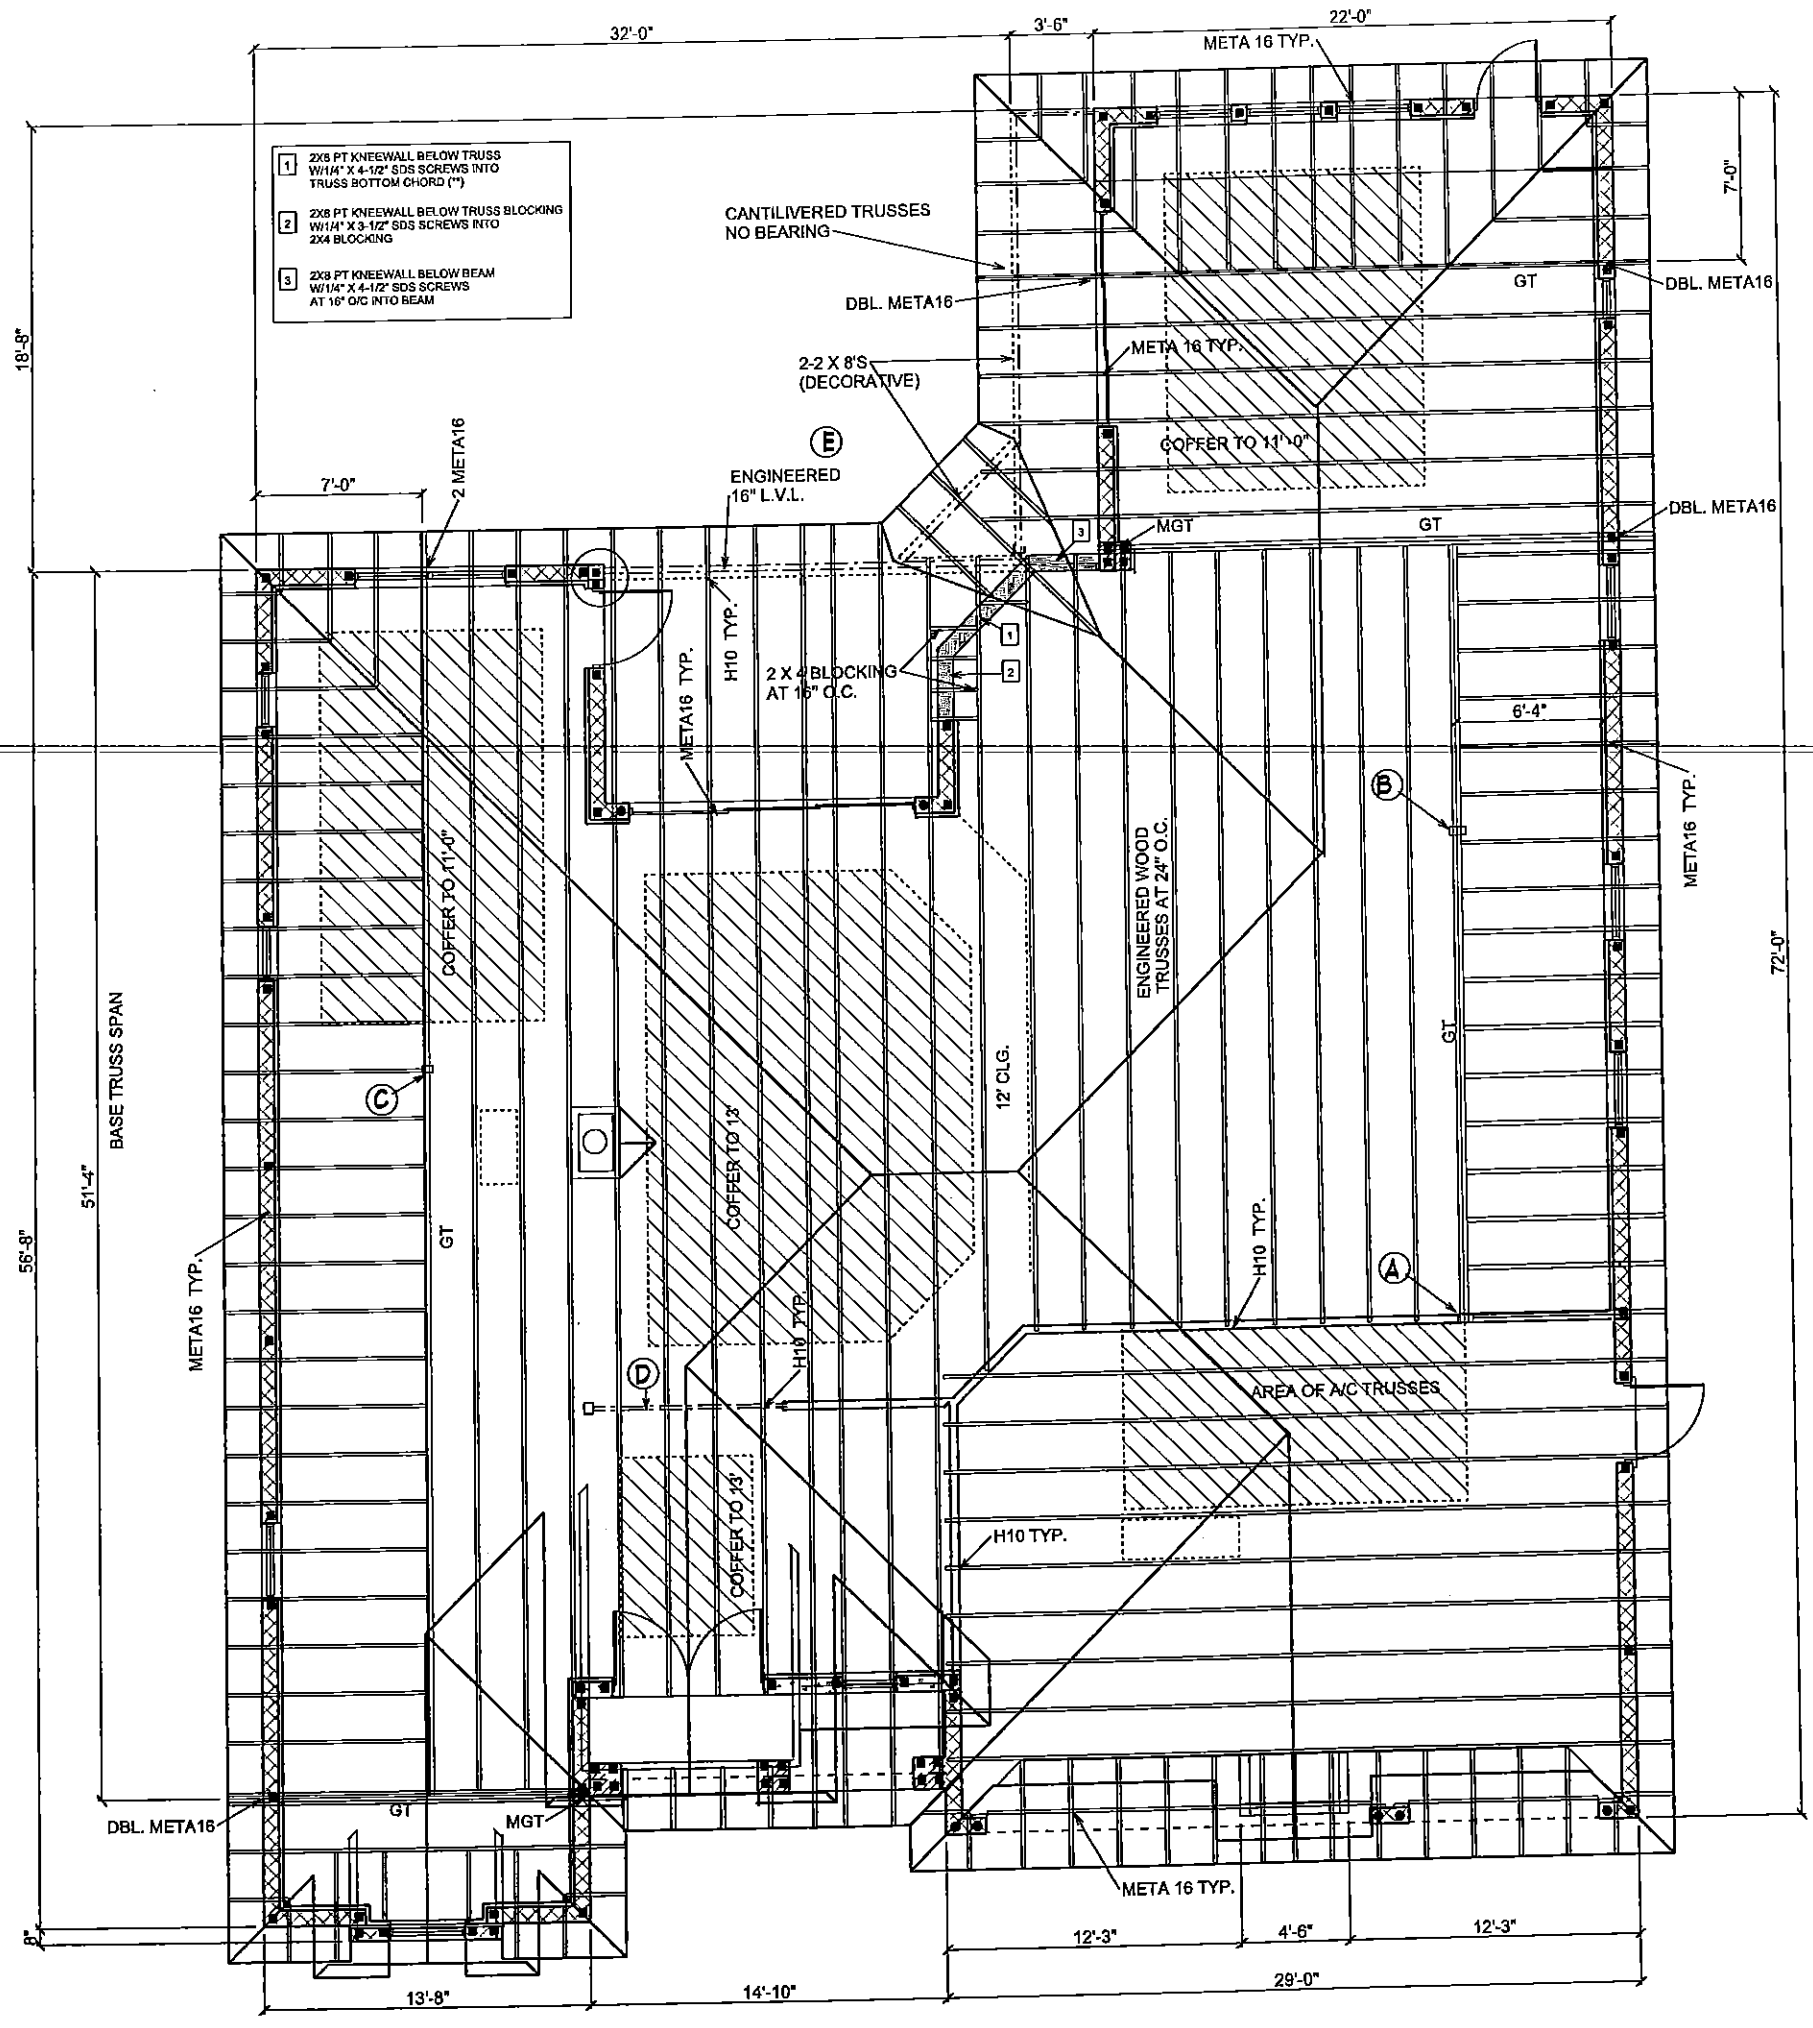 32'-0"
3'-6"
22'-0"
META 16 TYP.
1
2X8 PT KNEEWALL BELOW TRUSS
W/1/4" X 4-1/2" SDS SCREWS INTO
TRUSS BOTTOM CHORD (**)
2
2X8 PT KNEEWALL BELOW TRUSS BLOCKING
W/1/4" X 3-1/2" SDS SCREWS INTO
2X4 BLOCKING
3
2X8 PT KNEEWALL BELOW BEAM
W/1/4" X 4-1/2" SDS SCREWS
AT 16" O/C INTO BEAM
7'-0"
CANTILIVERED TRUSSES
NO BEARING
GT
DBL. META16
DBL. META16
18'-8"
META 16 TYP.
2-2 X 8'S
(DECORATIVE)
E
COFFER TO 11'-0"
2 META16
ENGINEERED
16" L.V.L.
7'-0"
DBL. META16
MGT
GT
3
H10 TYP.
1
2
2 X 4 BLOCKING
AT 16" O.C.
META16 TYP.
6'-4"
B
META16 TYP.
COFFER TO 11'-0"
ENGINEERED WOOD
TRUSSES AT 24" O.C.
72'-0"
BASE TRUSS SPAN
GT
C
12' CLG.
COFFER TO 13'
51'-4"
56'-8"
GT
META16 TYP.
H10 TYP.
A
H10 TYP.
D
AREA OF A/C TRUSSES
COFFER TO 13'
H10 TYP.
GT
DBL. META16
MGT
META 16 TYP.
8"
12'-3"
4'-6"
12'-3"
13'-8"
14'-10"
29'-0"